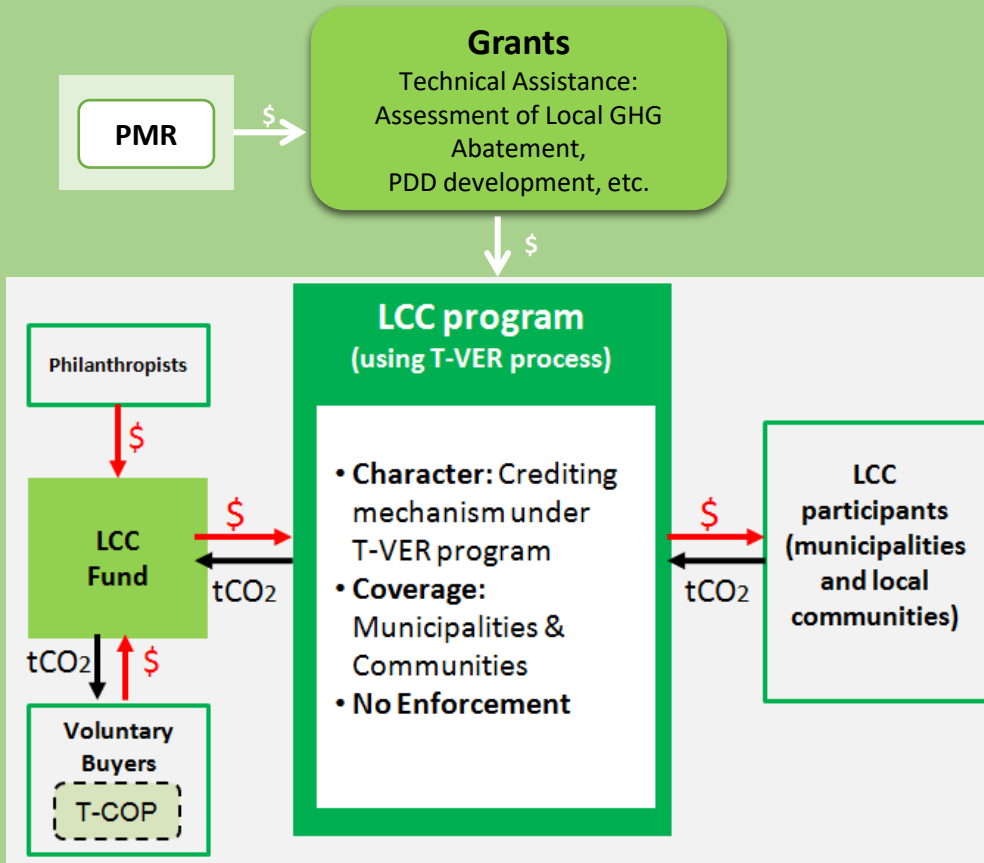 Grants
Technical Assistance:
Assessment of Local GHG
Abatement,
PDD development, etc.
PMR
$
$
LCC program
(using T-VER process)
Philanthropists
$
• Character: Crediting
mechanism under
T-VER program
• Coverage:
Municipalities &
Communities
• No Enforcement
LCC
Fund
$
tCO2
$
tCO2
LCC
participants
(municipalities
and local
communities)
tCO2
$
Voluntary
Buyers
T-COP